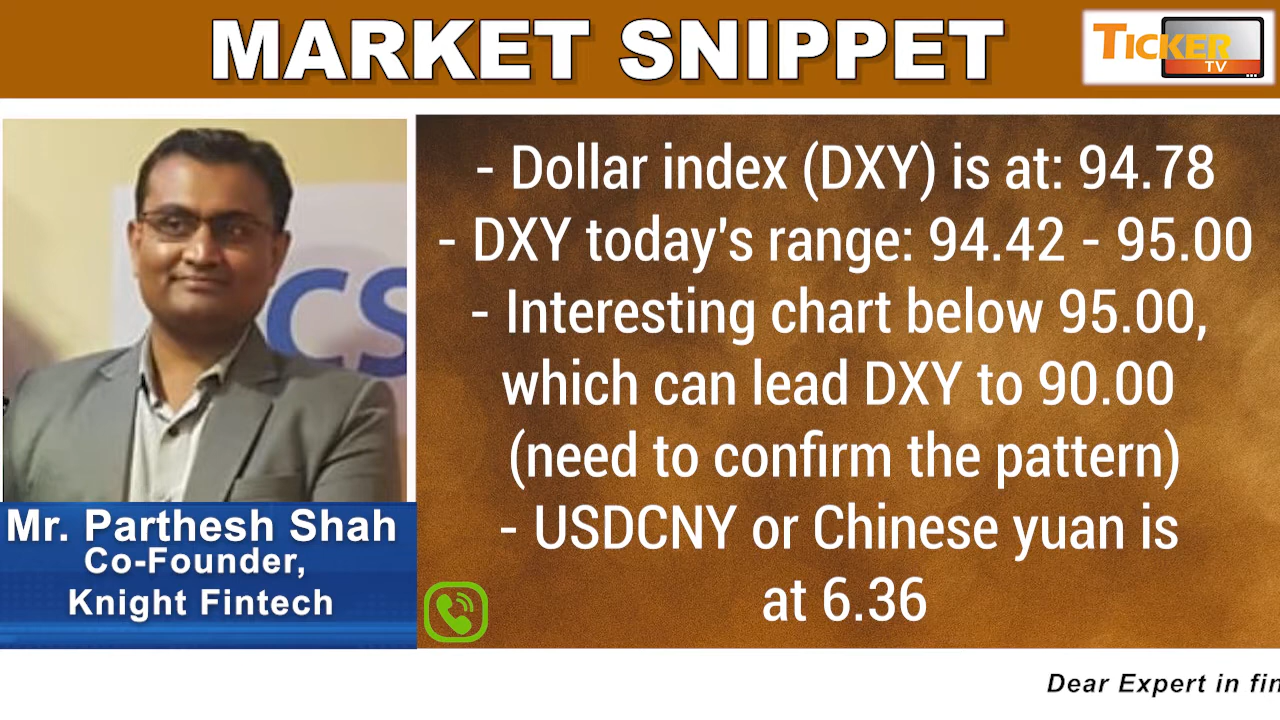 MARKET SNIPPET
TICKER
TV
CS
- Dollar index (DXY) is at: 94.78
- DXY today's range: 94.42 - 95.00
- Interesting chart below 95.00,
which can lead DXY to 90.00
(need to confirm the pattern)
- USDCNY or Chinese yuan is
at 6.36
Mr. Parthesh Shah
Co-Founder,
Knight Fintech
Dear Expert in fin